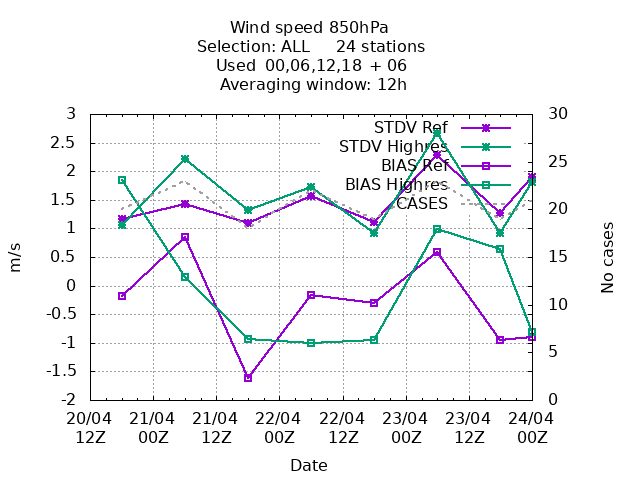 Wind speed 850hPa
Selection: ALL 24 stations
Used 00,06,12,18 + 06
Averaging window: 12h
3
2.5
2
1.5
1
0.5
0
-0.5
-1
-1.5
-2
m/s
30
25
20
15
10
5
0
No cases
STDV Ref
STDV Highres
BIAS Ref
BIAS Highres
CASES
20/04 21/04 21/04 22/04 22/04 23/04 23/04 24/04
12Z 00Z 12Z 00Z 12Z 00Z 12Z 00Z
Date